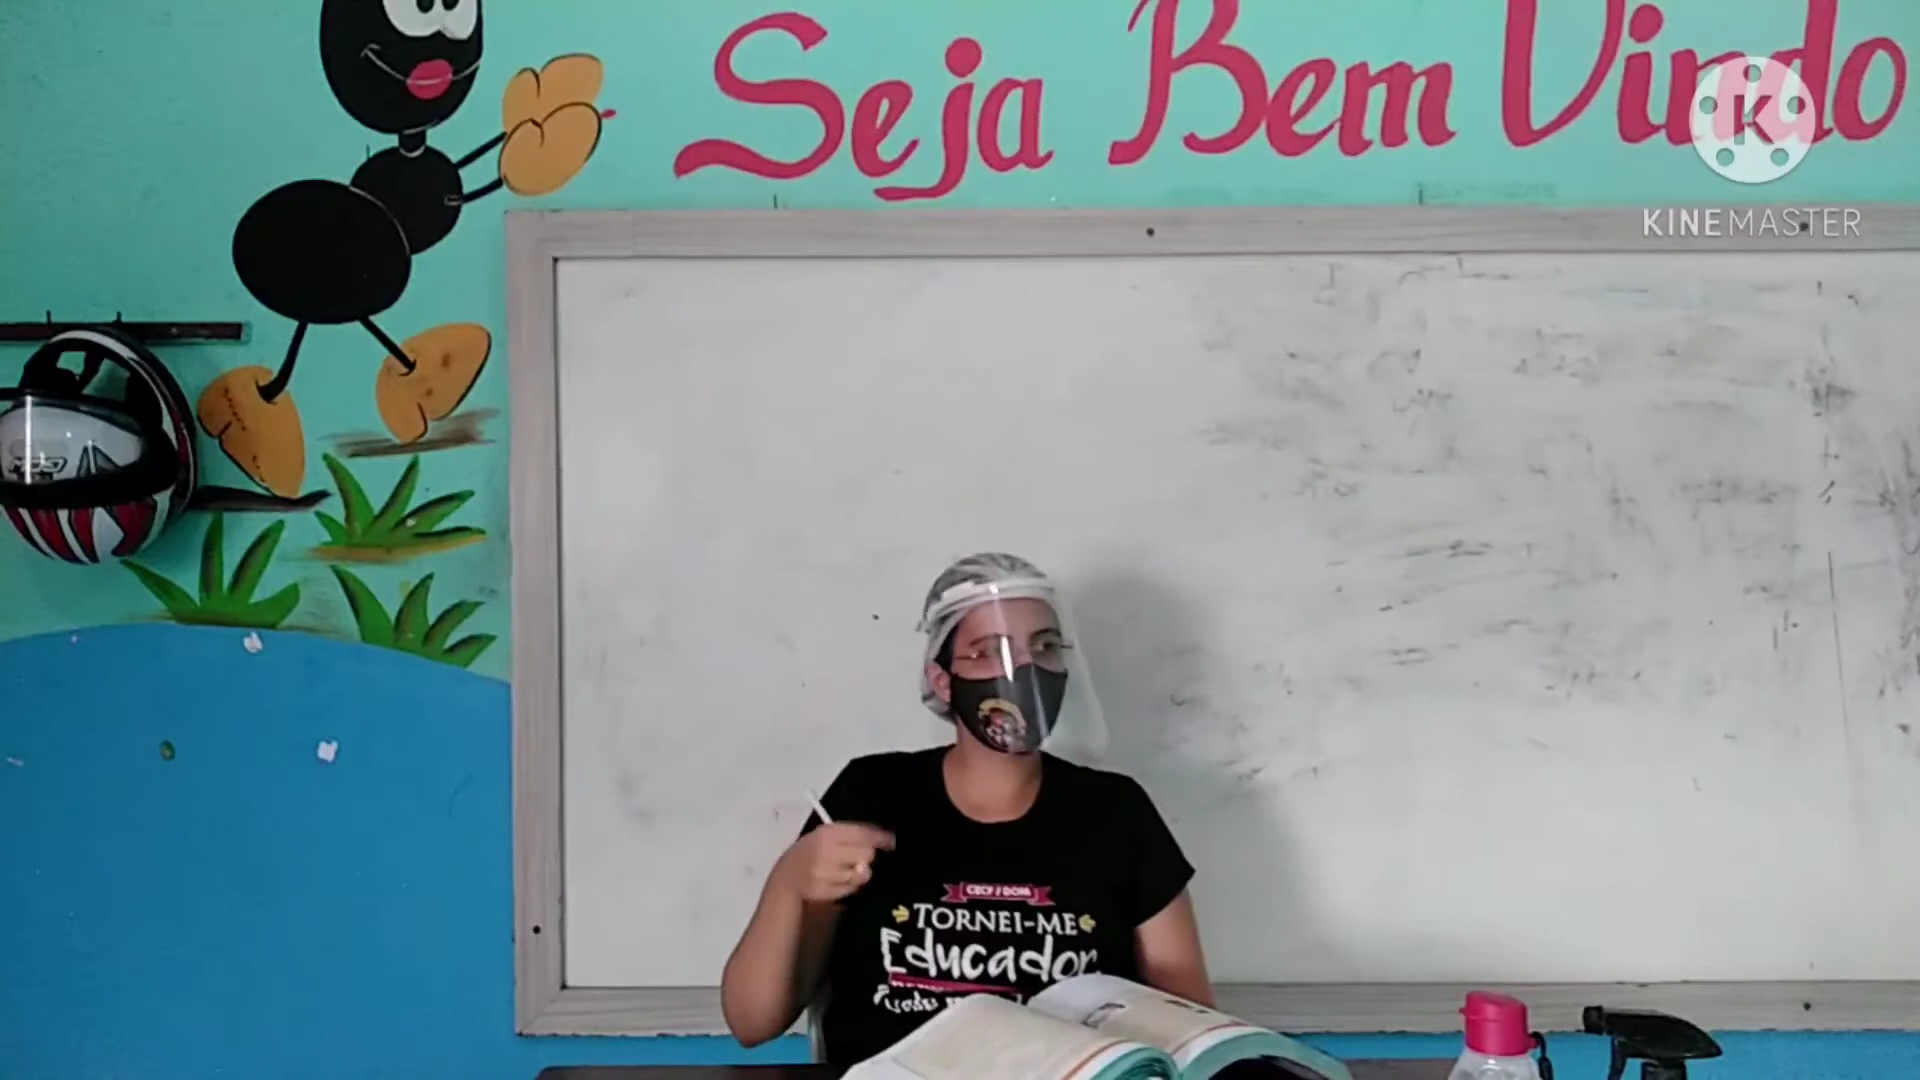 Seja Bem Vindo
K
KINEMASTER
CECF / DOM
TORNEI-ME
Educador